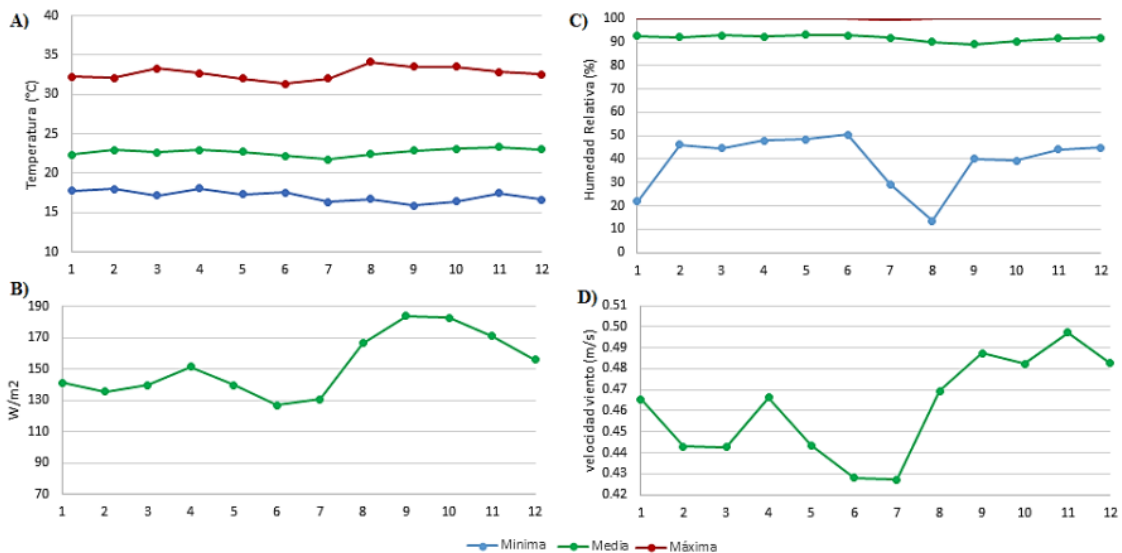 A)
Temperatura (°C)
40
35
30
25
20
15
10
1 2 3 4 5 6 7 8 9 10 11 12
C)
Humedad Relativa (%)
100
90
80
70
60
50
40
30
20
10
0
1 2 3 4 5 6 7 8 9 10 11 12
B)
W/m2
190
170
150
130
110
90
70
1 2 3 4 5 6 7 8 9 10 11 12
D)
velocidad viento (m/s)
0.51
0.50
0.49
0.48
0.47
0.46
0.45
0.44
0.43
0.42
1 2 3 4 5 6 7 8 9 10 11 12
Minima Media Máxima